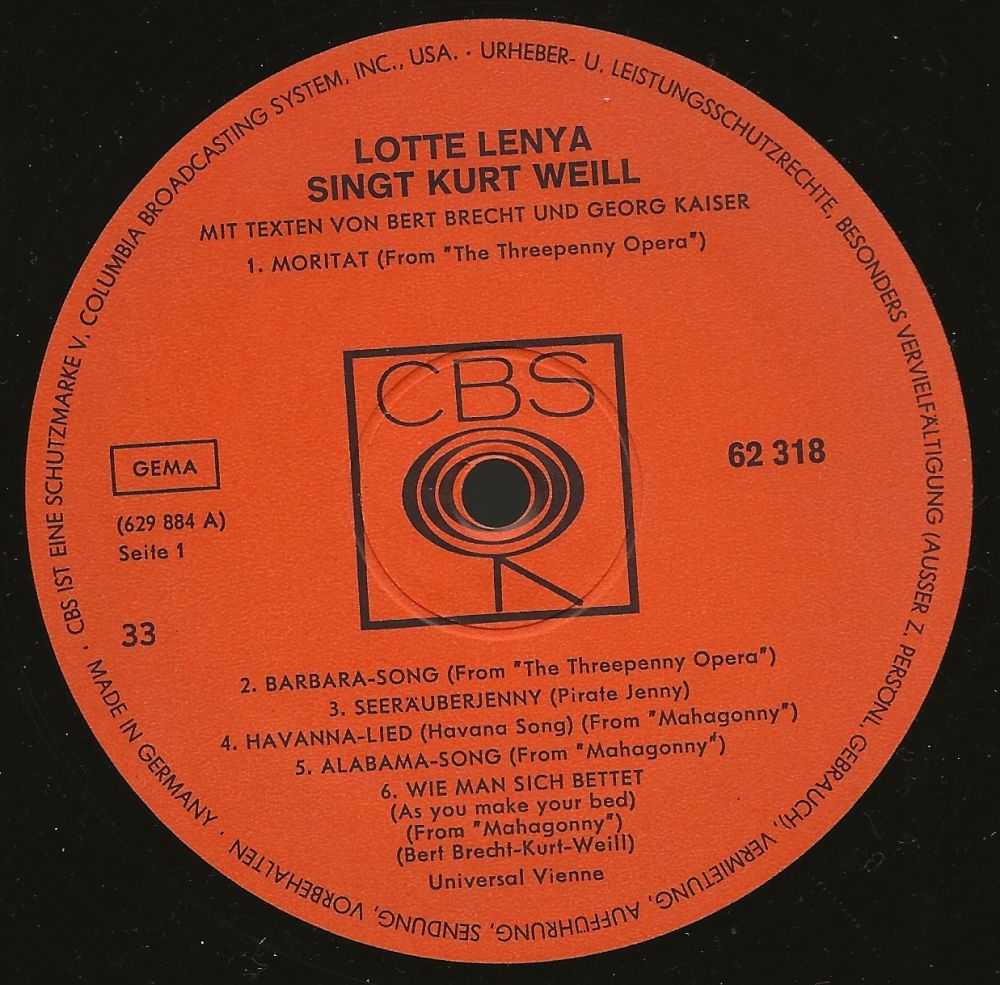 CBS IST EINE SCHUTZMARKE V. COLUMBIA BROADCASTING SYSTEM, INC., USA. · URHEBER- U. LEISTUNGSSCHUTZRECHTE, BESONDERS VERVIELFÄLTIGUNG (AUSSER Z. PERSÖNL. GEBRAUCH), VERMIETUNG, AUFFÜHRUNG, SENDUNG, VORBEHALTEN · MADE IN GERMANY ·
LOTTE LENYA
SINGT KURT WEILL
MIT TEXTEN VON BERT BRECHT UND GEORG KAISER
1. MORITAT (From "The Threepenny Opera")
CBS
GEMA
62 318
(629 884 A)
Seite 1
33
2. BARBARA-SONG (From "The Threepenny Opera")
3. SEERÄUBERJENNY (Pirate Jenny)
4. HAVANNA-LIED (Havana Song) (From "Mahagonny")
5. ALABAMA-SONG (From "Mahagonny")
6. WIE MAN SICH BETTET
(As you make your bed)
(From "Mahagonny")
(Bert Brecht-Kurt-Weill)
Universal Vienne